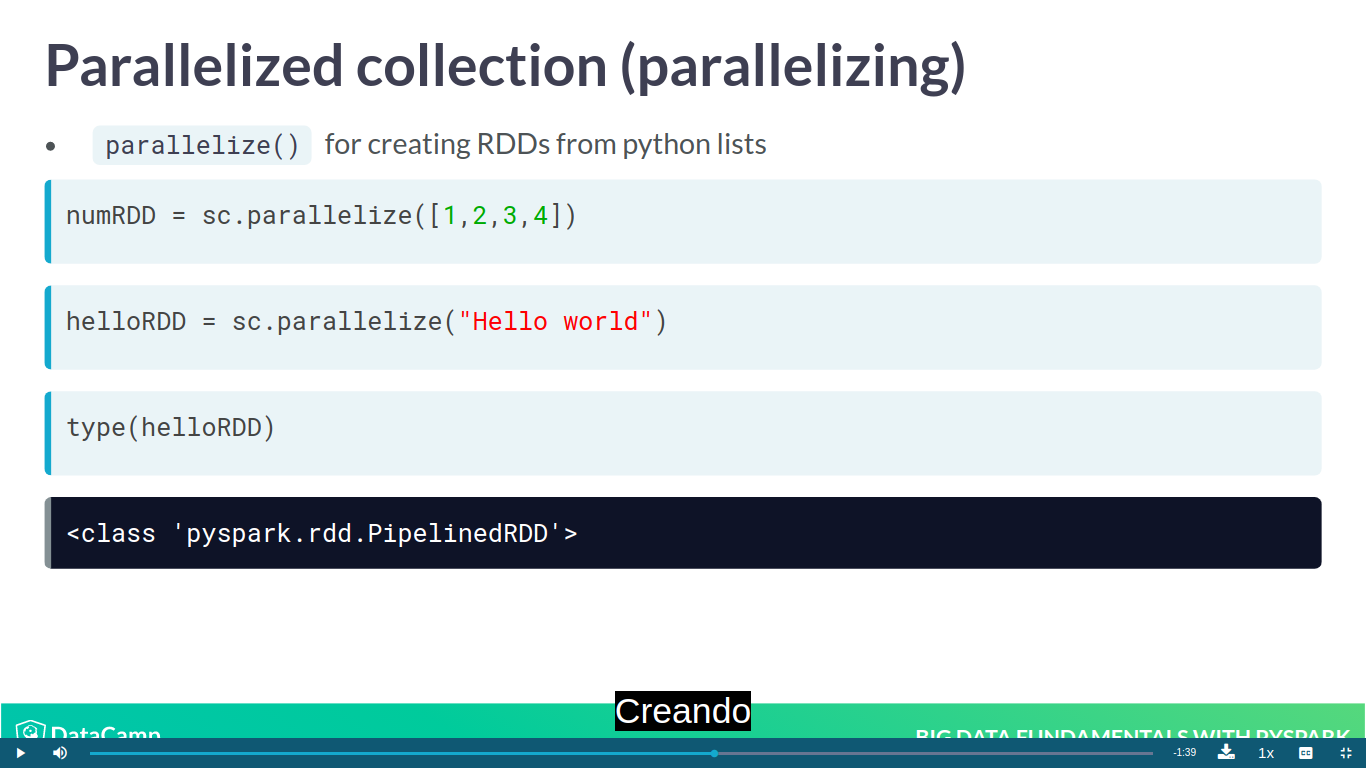 Parallelized collection (parallelizing)
• parallelize() for creating RDDs from python lists
numRDD = sc.parallelize([1,2,3,4])
helloRDD = sc.parallelize("Hello world")
type(helloRDD)
<class 'pyspark.rdd.PipelinedRDD'>
Creando
DataCamp
BIG DATA FUNDAMENTALS WITH PYSPARK
-1:39
1x
CC